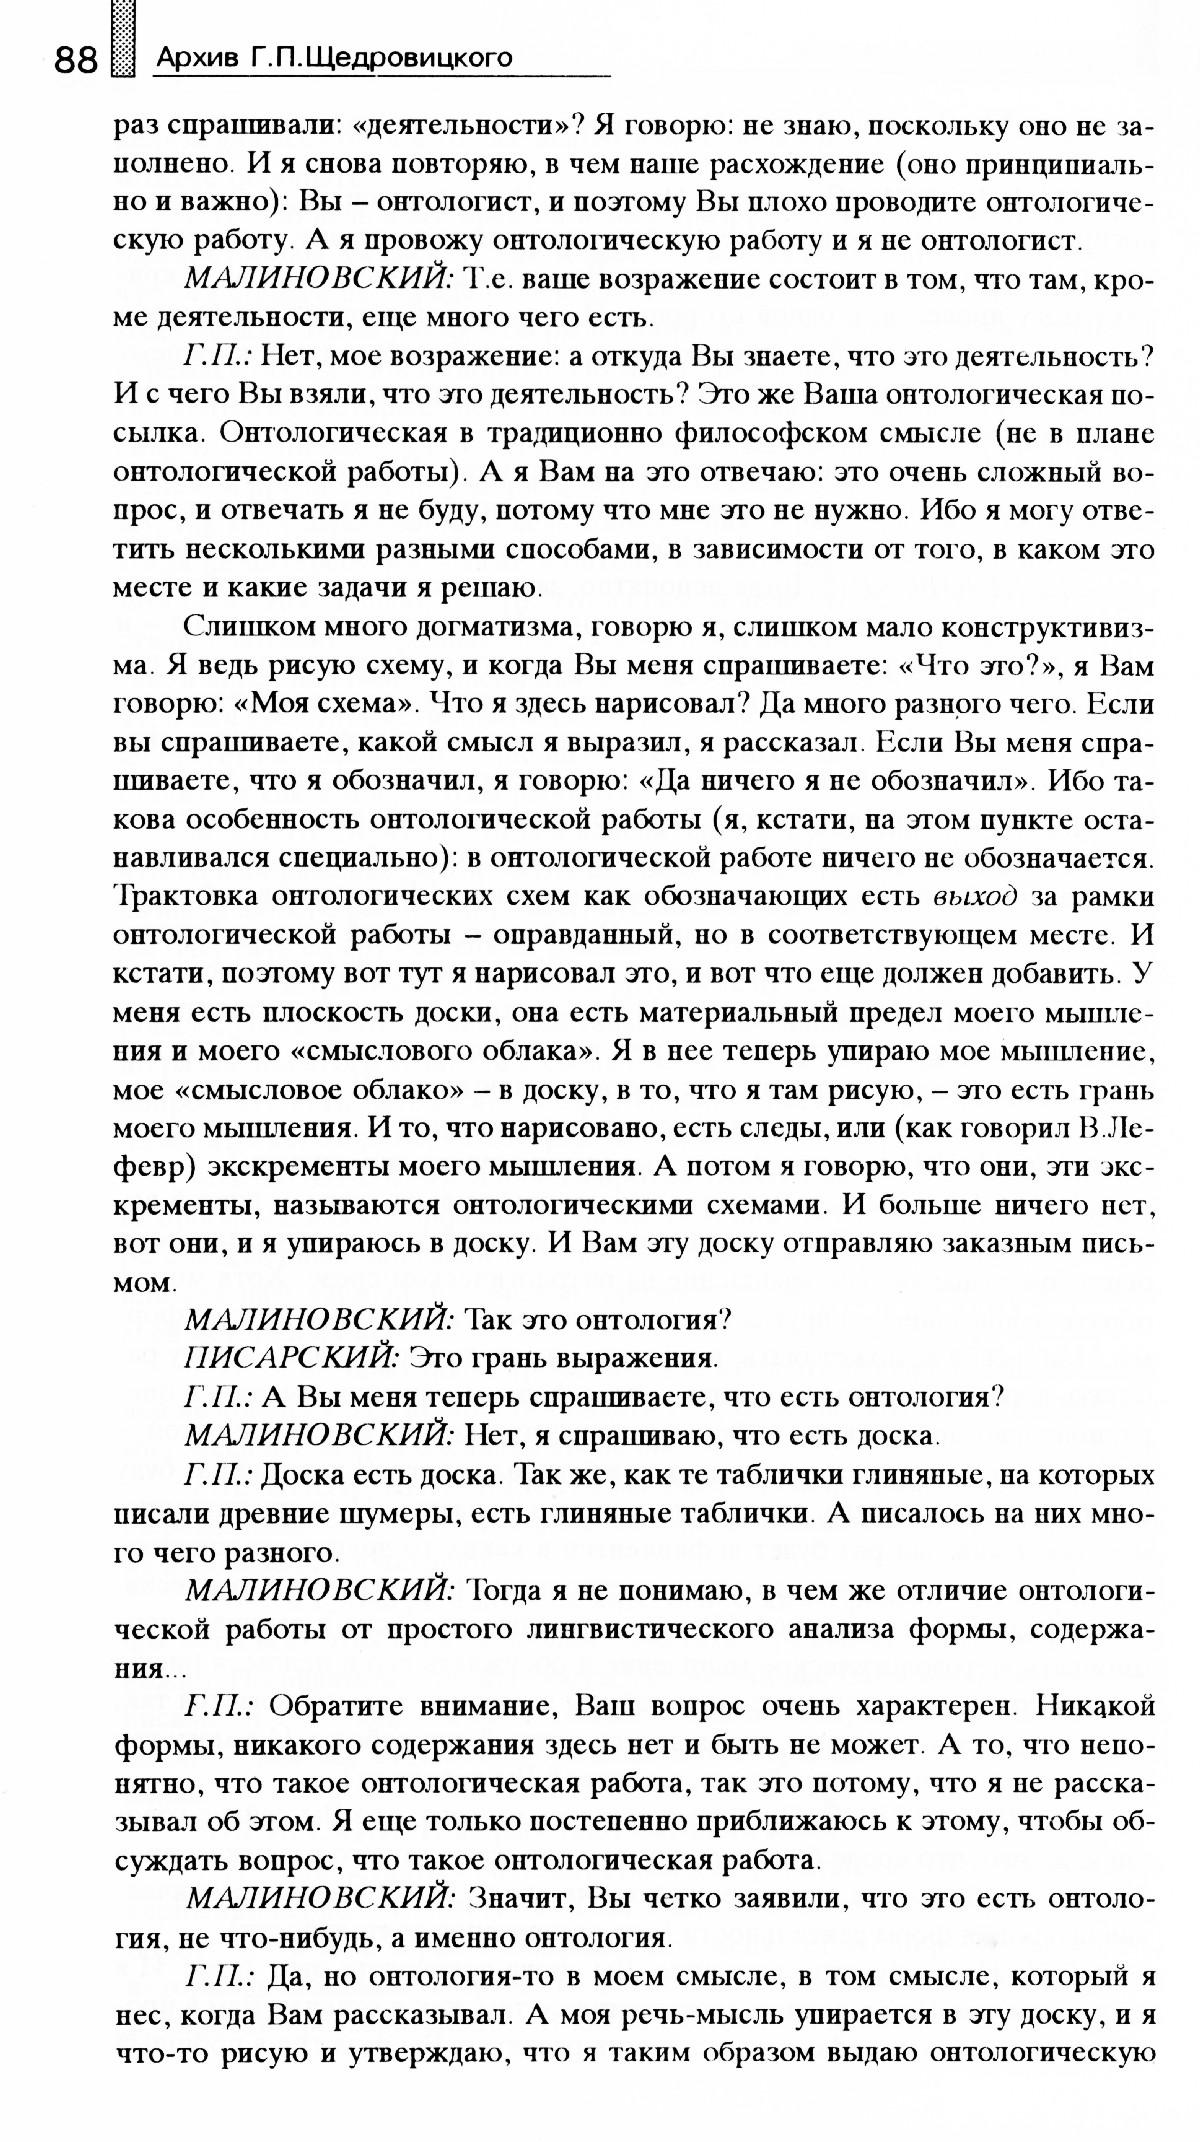 88 Архив Г.П.Щедровицкого
раз спрашивали: «деятельности»? Я говорю: не знаю, поскольку оно не за-
полнено. И я снова повторяю, в чем наше расхождение (оно принципиаль-
но и важно): Вы – онтологист, и поэтому Вы плохо проводите онтологиче-
скую работу. А я провожу онтологическую работу и я не онтологист.
МАЛИНОВСКИЙ: Т.е. ваше возражение состоит в том, что там, кро-
ме деятельности, еще много чего есть.
Г.П.: Нет, мое возражение: а откуда Вы знаете, что это деятельность?
И с чего Вы взяли, что это деятельность? Это же Ваша онтологическая по-
сылка. Онтологическая в традиционно философском смысле (не в плане
онтологической работы). А я Вам на это отвечаю: это очень сложный во-
прос, и отвечать я не буду, потому что мне это не нужно. Ибо я могу отве-
тить несколькими разными способами, в зависимости от того, в каком это
месте и какие задачи я решаю.
Слишком много догматизма, говорю я, слишком мало конструктивиз-
ма. Я ведь рисую схему, и когда Вы меня спрашиваете: «Что это?», я Вам
говорю: «Моя схема». Что я здесь нарисовал? Да много разного чего. Если
вы спрашиваете, какой смысл я выразил, я рассказал. Если Вы меня спра-
шиваете, что я обозначил, я говорю: «Да ничего я не обозначил». Ибо та-
кова особенность онтологической работы (я, кстати, на этом пункте оста-
навливался специально): в онтологической работе ничего не обозначается.
Трактовка онтологических схем как обозначающих есть выход за рамки
онтологической работы – оправданный, но в соответствующем месте. И
кстати, поэтому вот тут я нарисовал это, и вот что еще должен добавить. У
меня есть плоскость доски, она есть материальный предел моего мышле-
ния и моего «смыслового облака». Я в нее теперь упираю мое мышление,
мое «смысловое облако» – в доску, в то, что я там рисую, – это есть грань
моего мышления. И то, что нарисовано, есть следы, или (как говорил В.Ле-
февр) экскременты моего мышления. А потом я говорю, что они, эти экс-
кременты, называются онтологическими схемами. И больше ничего нет,
вот они, и я упираюсь в доску. И Вам эту доску отправляю заказным пись-
мом.
МАЛИНОВСКИЙ: Так это онтология?
ПИСАРСКИЙ: Это грань выражения.
Г.П.: А Вы меня теперь спрашиваете, что есть онтология?
МАЛИНОВСКИЙ: Нет, я спрашиваю, что есть доска.
Г.П.: Доска есть доска. Так же, как те таблички глиняные, на которых
писали древние шумеры, есть глиняные таблички. А писалось на них мно-
го чего разного.
МАЛИНОВСКИЙ: Тогда я не понимаю, в чем же отличие онтологи-
ческой работы от простого лингвистического анализа формы, содержа-
ния...
Г.П.: Обратите внимание, Ваш вопрос очень характерен. Никакой
формы, никакого содержания здесь нет и быть не может. А то, что непо-
нятно, что такое онтологическая работа, так это потому, что я не расска-
зывал об этом. Я еще только постепенно приближаюсь к этому, чтобы об-
суждать вопрос, что такое онтологическая работа.
МАЛИНОВСКИЙ: Значит, Вы четко заявили, что это есть онтоло-
гия, не что-нибудь, а именно онтология.
Г.П.: Да, но онтология-то в моем смысле, в том смысле, который я
нес, когда Вам рассказывал. А моя речь-мысль упирается в эту доску, и я
что-то рисую и утверждаю, что я таким образом выдаю онтологическую